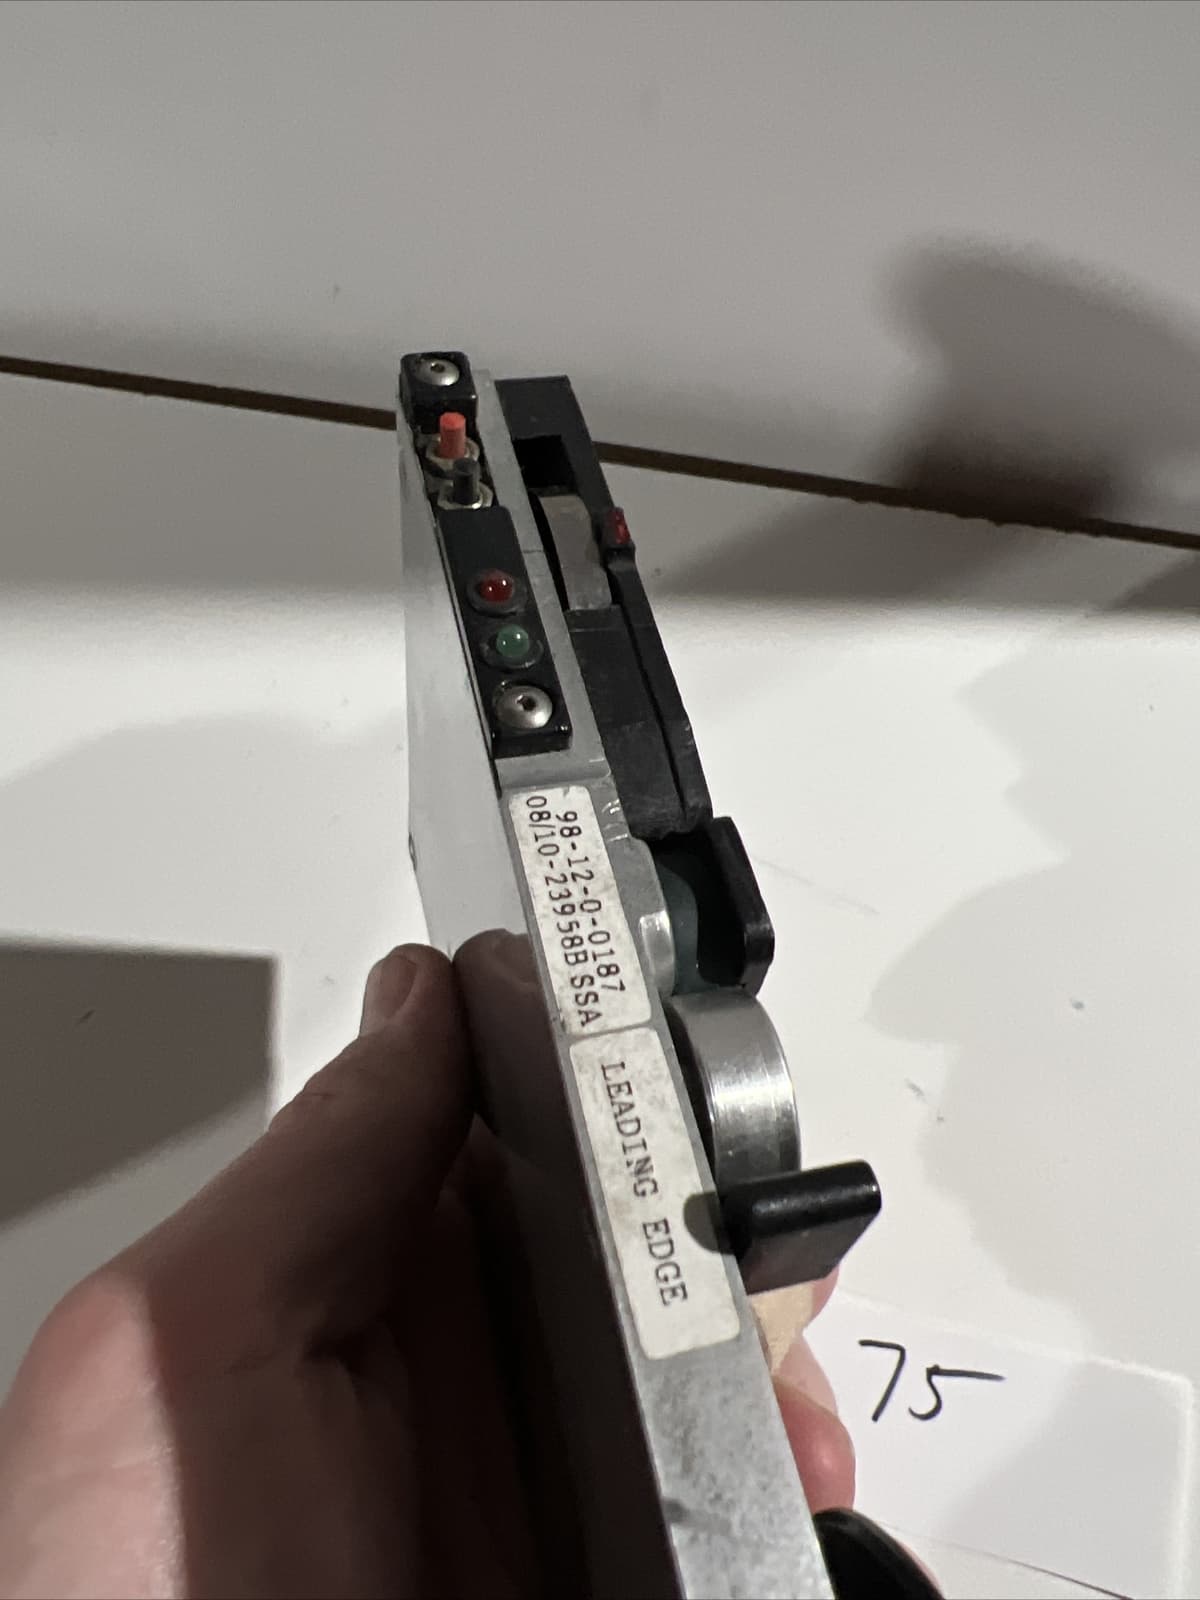 98-12-0-0187
08/10-23958B SSA
LEADING EDGE
75